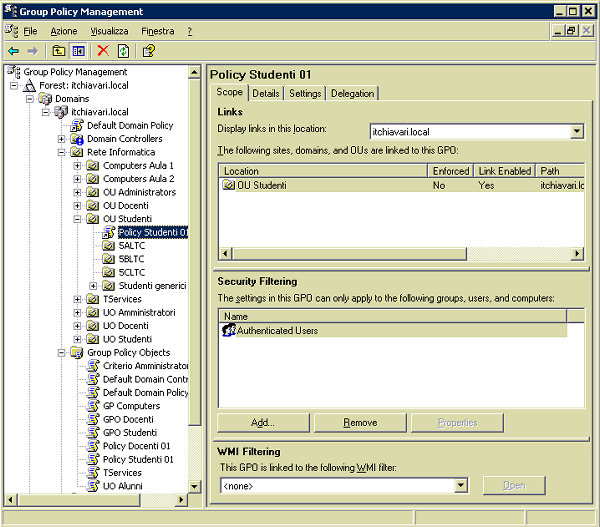 Group Policy Management
File Azione Visualizza Finestra ?
Group Policy Management
Forest: itchiavari.local
Domains
itchiavari.local
Default Domain Policy
Domain Controllers
Rete Informatica
Computers Aula 1
Computers Aula 2
OU Administrators
OU Docenti
OU Studenti
Policy Studenti 01
5ALTC
5BLTC
5CLTC
Studenti generici
TServices
UO Amministratori
UO Docenti
UO Studenti
Group Policy Objects
Criterio Amministrator
Default Domain Contr
Default Domain Policy
GP Computers
GPO Docenti
GPO Studenti
Policy Docenti 01
Policy Studenti 01
TServices
UO Alunni
Policy Studenti 01
Scope Details Settings Delegation
Links
Display links in this location: itchiavari.local
The following sites, domains, and OUs are linked to this GPO:
Location Enforced Link Enabled Path
OU Studenti No Yes itchiavari.lo
Security Filtering
The settings in this GPO can only apply to the following groups, users, and computers:
Name
Authenticated Users
Add... Remove Properties
WMI Filtering
This GPO is linked to the following WMI filter:
<none> Open